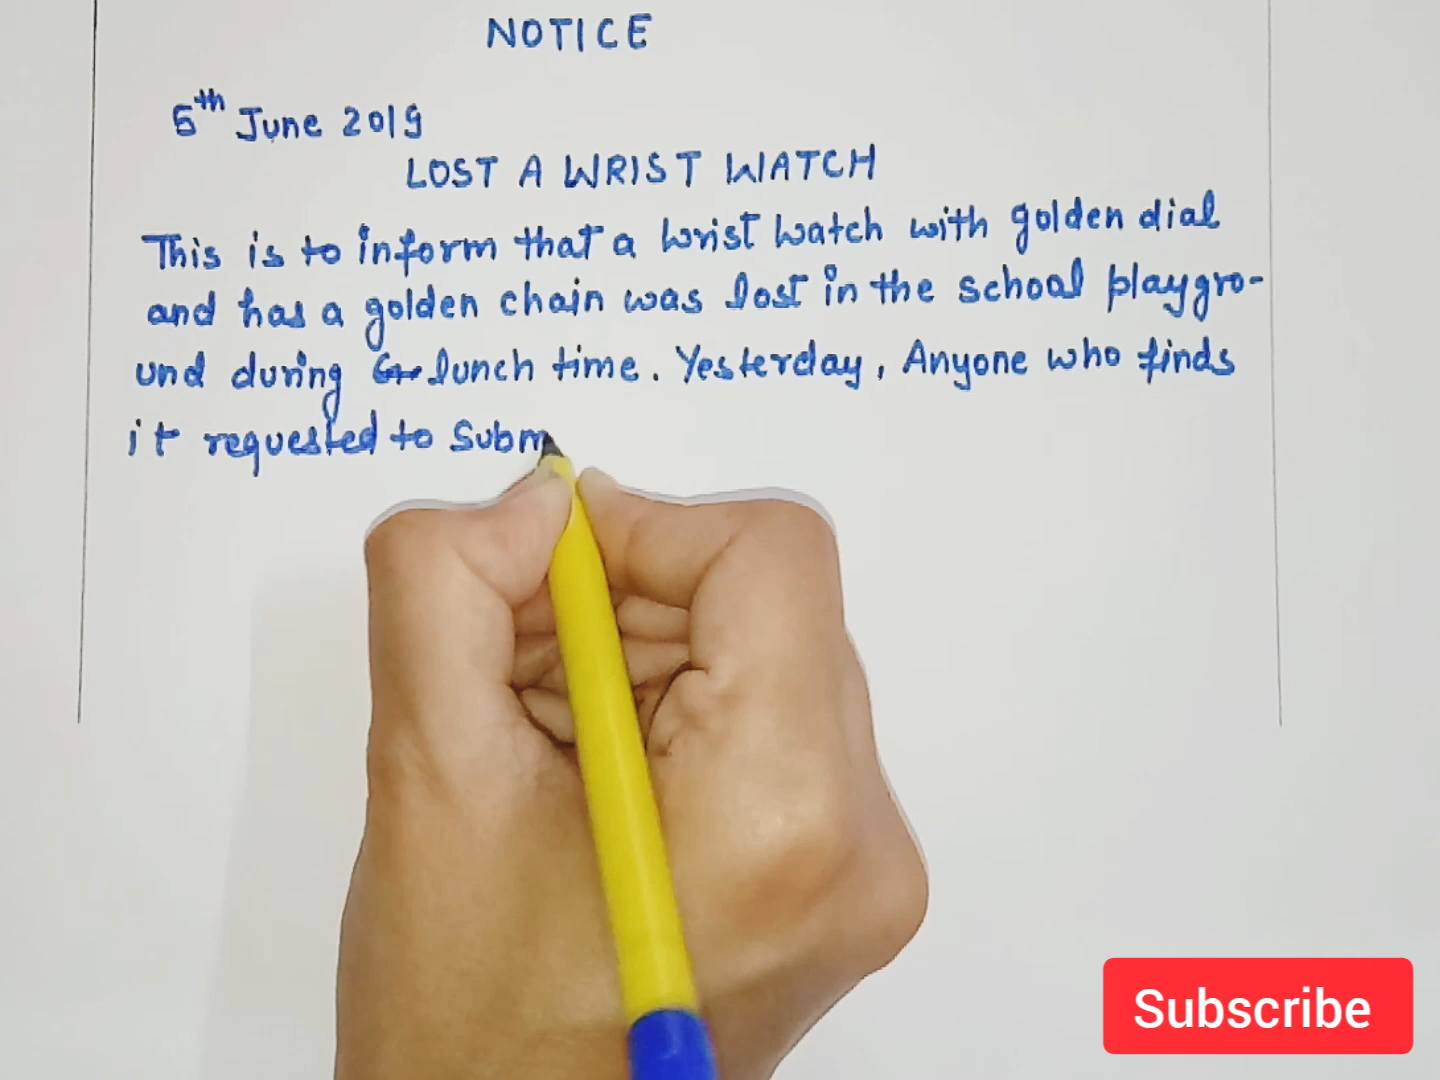 NOTICE
5th June 2019
LOST A WRIST WATCH
This is to inform that a wrist watch with golden dial
and has a golden chain was lost in the school playgro-
und during lunch time. Yesterday, Anyone who finds
it requested to Subm
Subscribe